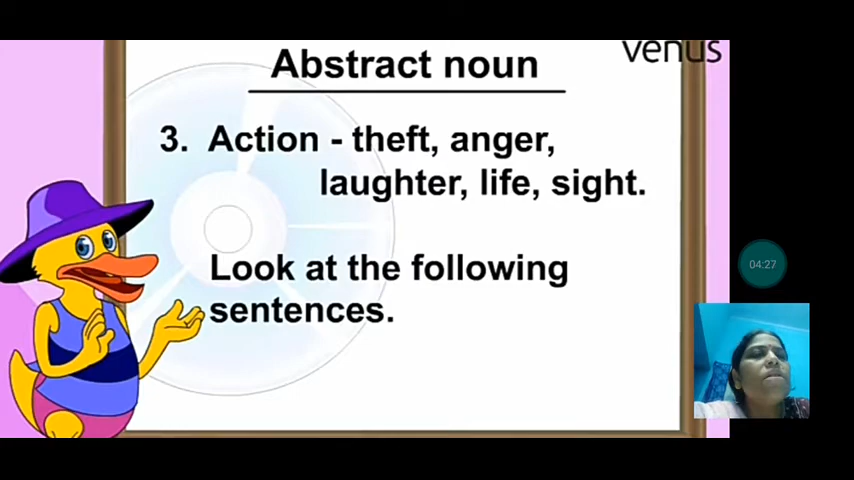 Abstract noun
venus
3. Action - theft, anger,
laughter, life, sight.
Look at the following
sentences.
04:27